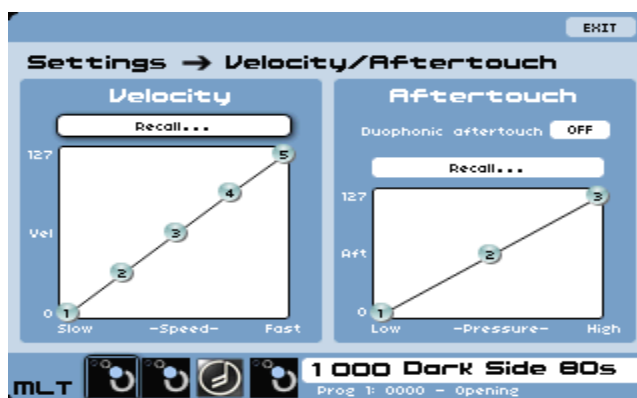 EXIT
Settings → Velocity/Aftertouch
Velocity
Recall...
127
5
4
Vel
3
2
0
1
Slow
-Speed-
Fast
Aftertouch
Duophonic aftertouch OFF
Recall...
127
3
Aft
2
0
1
Low
-Pressure-
High
MLT
1 000 Dark Side 80s
Prog 1: 0000 - Opening